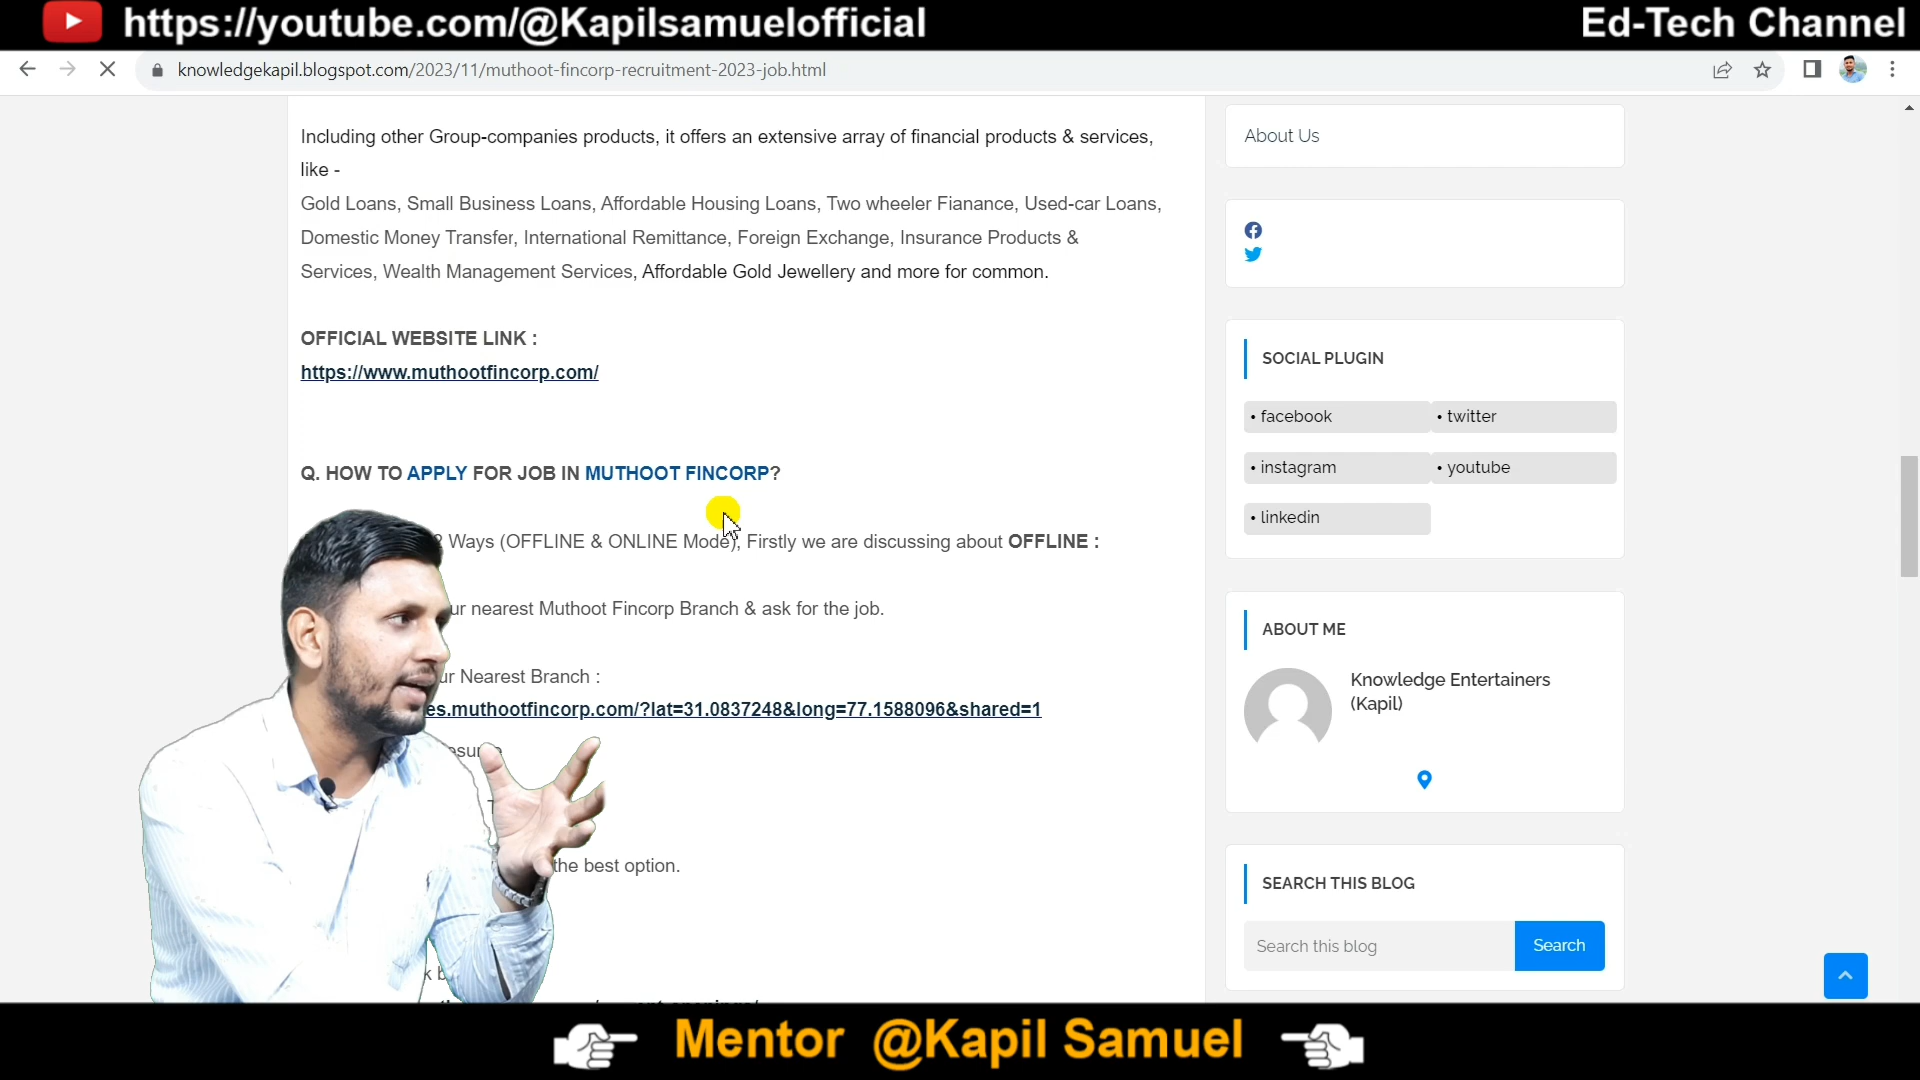 https://youtube.com/@Kapilsamuelofficial
Ed-Tech Channel
knowledgekapil.blogspot.com/2023/11/muthoot-fincorp-recruitment-2023-job.html
Including other Group-companies products, it offers an extensive array of financial products & services,
like -
Gold Loans, Small Business Loans, Affordable Housing Loans, Two wheeler Fianance, Used-car Loans,
Domestic Money Transfer, International Remittance, Foreign Exchange, Insurance Products &
Services, Wealth Management Services, Affordable Gold Jewellery and more for common.
OFFICIAL WEBSITE LINK :
https://www.muthootfincorp.com/
Q. HOW TO APPLY FOR JOB IN MUTHOOT FINCORP?
Ways (OFFLINE & ONLINE Mode), Firstly we are discussing about OFFLINE :
nearest Muthoot Fincorp Branch & ask for the job.
Nearest Branch :
es.muthootfincorp.com/?lat=31.0837248&long=77.1588096&shared=1
the best option.
About Us
SOCIAL PLUGIN
• facebook
• twitter
• instagram
• youtube
• linkedin
ABOUT ME
Knowledge Entertainers
(Kapil)
SEARCH THIS BLOG
Search this blog
Search
Mentor @Kapil Samuel